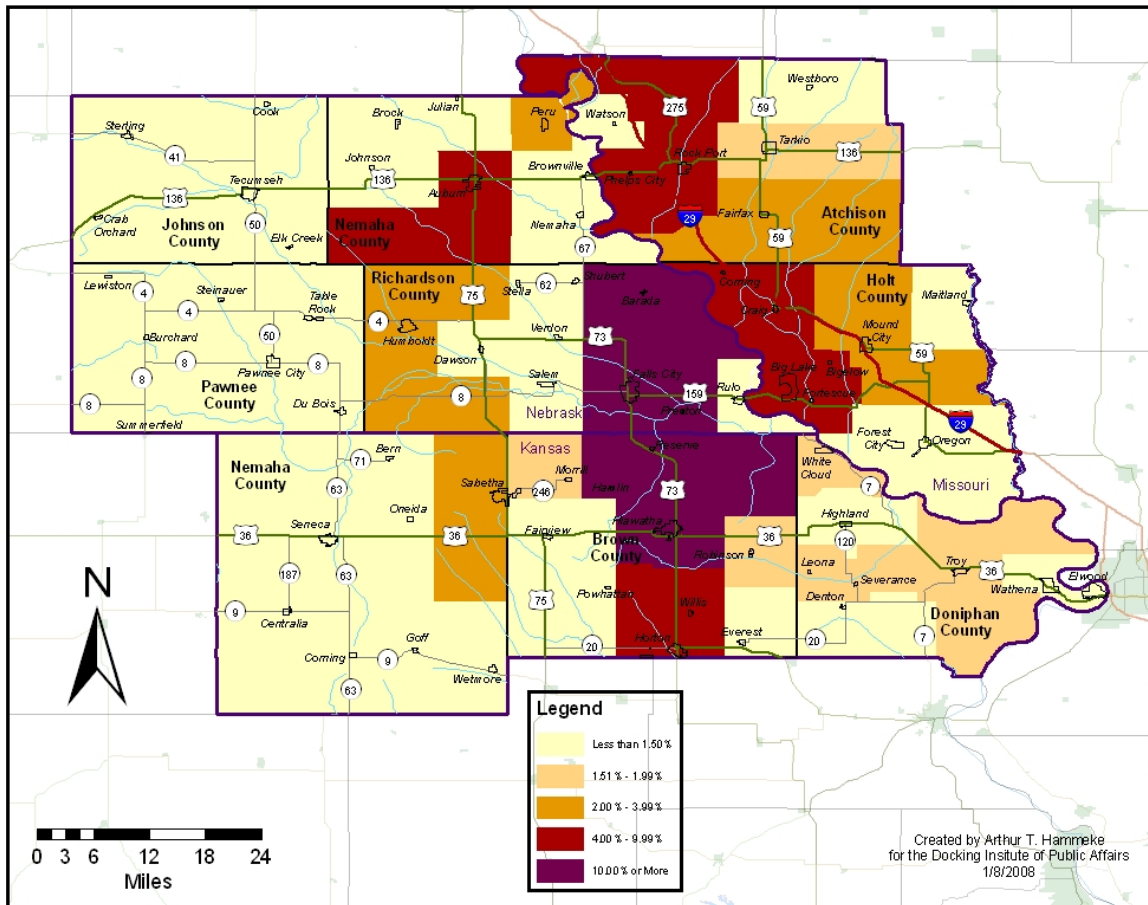 Westboro
275
59
Julian
Cook
Brock
Peru
Watson
Sterling
Tarkio
136
41
Johnson
Rock Port
Brownville
Tecumseh
136
Phelps City
136
Auburn
Crab
Orchard
Johnson
County
50
Nemaha
County
Nemaha
29
Fairfax
Atchison
County
Elk Creek
67
59
Lewiston
Richardson
County
Shubert
Corning
Holt
County
4
Steinauer
Table
Rock
75
Stella
62
Barada
Maitland
4
4
Craig
Burchard
50
Humboldt
Verdon
73
Mound
City
8
Pawnee City
8
Dawson
59
Big Lake
Bigelow
8
Pawnee
County
Salem
Falls City
159
Rulo
Fortescue
8
Du Bois
8
Nebrask
Preston
29
Summerfield
Forest
City
Oregon
Nemaha
County
Bern
71
Kansas
Reserve
White
Cloud
Morrill
Missouri
63
Sabetha
246
Hamlin
73
7
Oneida
Highland
36
Seneca
36
Fairview
Hiawatha
Brown
County
36
120
Robinson
Troy
36
187
63
Leona
Severance
Wathena
Elwood
Powhattan
Denton
N
9
Centralia
75
Willis
Doniphan
County
Goff
20
Horton
Everest
20
7
Corning
9
Wetmore
63
Legend
Less than 1.50%
1.51% - 1.99%
2.00% - 3.99%
4.00% - 9.99%
10.00% or More
0 3 6 12 18 24
Miles
Created by Arthur T. Hammeke
for the Docking Insitute of Public Affairs
1/8/2008